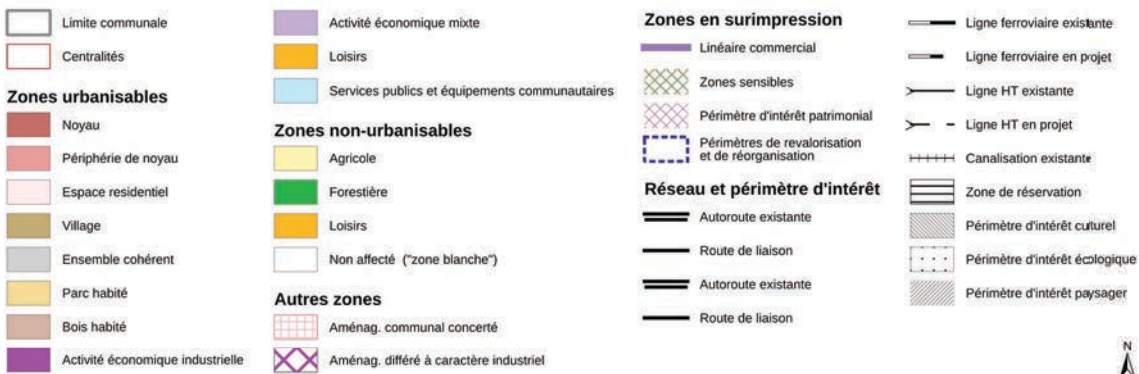 Limite communale
Centralités
Zones urbanisables
Noyau
Périphérie de noyau
Espace residentiel
Village
Ensemble cohérent
Parc habité
Bois habité
Activité économique industrielle
Activité économique mixte
Loisirs
Services publics et équipements communautaires
Zones non-urbanisables
Agricole
Forestière
Loisirs
Non affecté ("zone blanche")
Autres zones
Aménag. communal concerté
Aménag. différé à caractère industriel
Zones en surimpression
Linéaire commercial
Zones sensibles
Périmètre d'intérêt patrimonial
Périmètres de revalorisation
et de réorganisation
Réseau et périmètre d'intérêt
Autoroute existante
Route de liaison
Autoroute existante
Route de liaison
Ligne ferroviaire existante
Ligne ferroviaire en projet
Ligne HT existante
Ligne HT en projet
Canalisation existante
Zone de réservation
Périmètre d'intérêt culturel
Périmètre d'intérêt écologique
Périmètre d'intérêt paysager
N